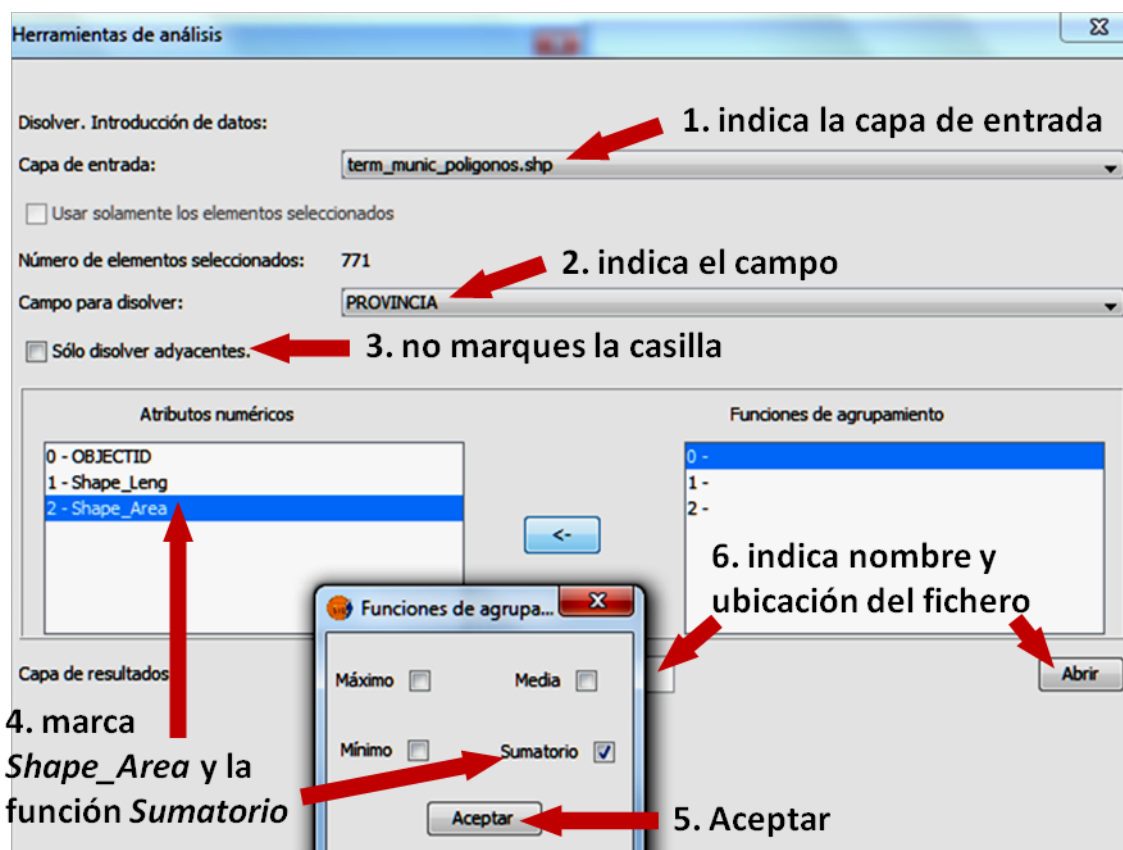 Herramientas de análisis
Disolver. Introducción de datos:
1. indica la capa de entrada
Capa de entrada:
term_munic_poligonos.shp
Usar solamente los elementos seleccionados
Número de elementos seleccionados:
771
2. indica el campo
Campo para disolver:
PROVINCIA
Sólo disolver adyacentes.
3. no marques la casilla
Atributos numéricos
Funciones de agrupamiento
0 - OBJECTID
1 - Shape_Leng
2 - Shape_Area
<-
0 -
1 -
2 -
6. indica nombre y
ubicación del fichero
Funciones de agrupa...
Capa de resultados
Abrir
Máximo
Media
Mínimo
Sumatorio
4. marca
Shape_Area y la
función Sumatorio
Aceptar
5. Aceptar